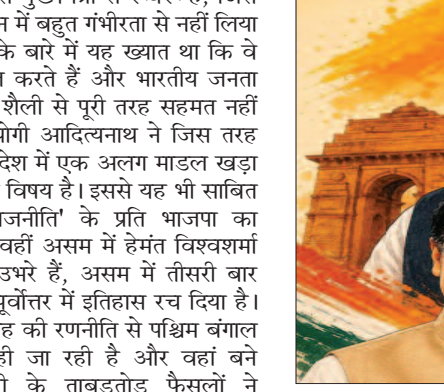 में बहुत गंभीरता से नहीं लिया
के बारे में यह ख्यात था कि वे
करते हैं और भारतीय जनता
शैली से पूरी तरह सहमत नहीं
योगी आदित्यनाथ ने जिस तरह
में एक अलग माडल खड़ा
विषय है। इससे यह भी साबित
के प्रति भाजपा का
वहीं असम में हेमंत विश्वशर्मा
उभरे हैं, असम में तीसरी बार
पूर्वोत्तर में इतिहास रच दिया है।
की रणनीति से पश्चिम बंगाल
ही जा रही है और वहां बने
के ताबड़तोड़ फैसलों ने